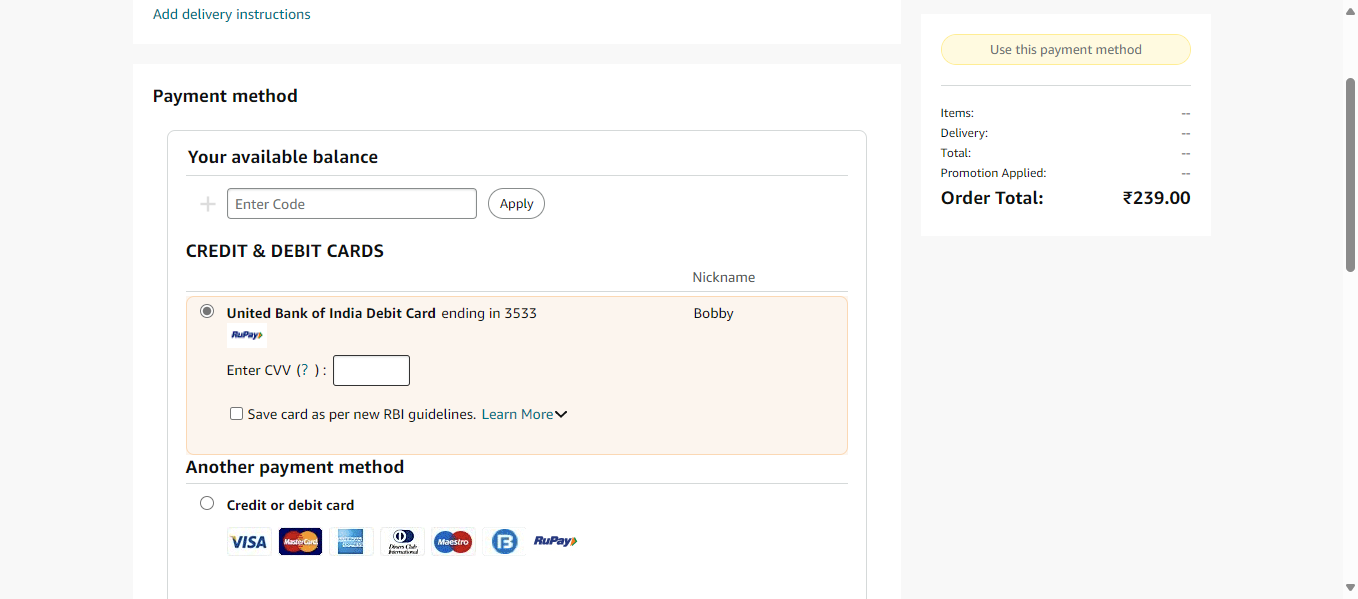 Add delivery instructions
Payment method
Your available balance
Enter Code
Apply
CREDIT & DEBIT CARDS
Nickname
United Bank of India Debit Card ending in 3533
Bobby
RuPay
Enter CVV (? ) :
Save card as per new RBI guidelines. Learn More
Another payment method
Credit or debit card
VISA MasterCard Diners Club International Maestro B RuPay
Use this payment method
Items: --
Delivery: --
Total: --
Promotion Applied: --
Order Total: ₹239.00